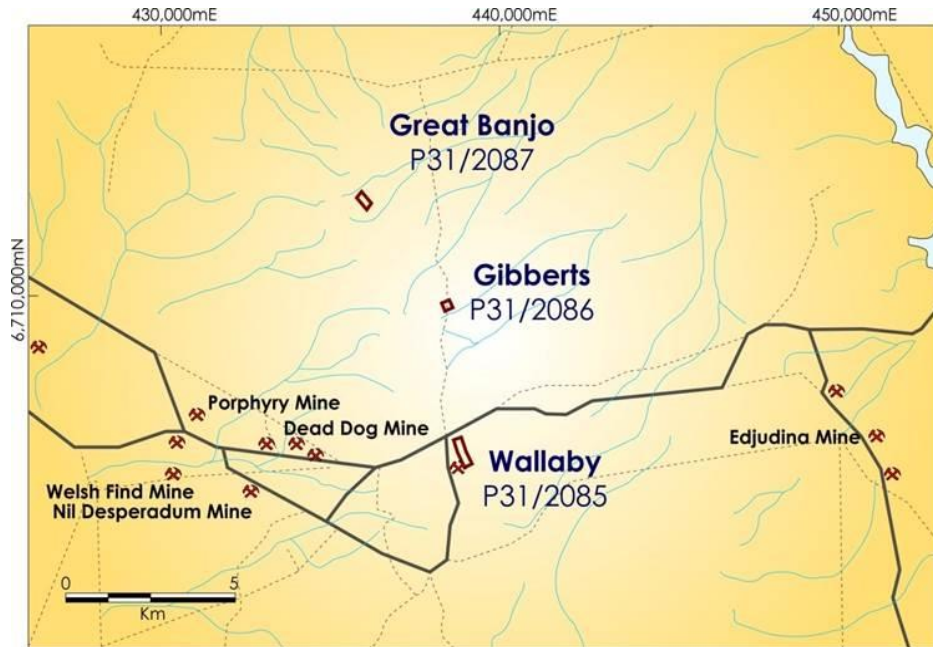 430,000mE
440,000mE
450,000mE
Great Banjo
P31/2087
6,710,000mN
Gibberts
P31/2086
Porphyry Mine
Dead Dog Mine
Edjudina Mine
Wallaby
P31/2085
Welsh Find Mine
Nil Desperadum Mine
0 5
Km